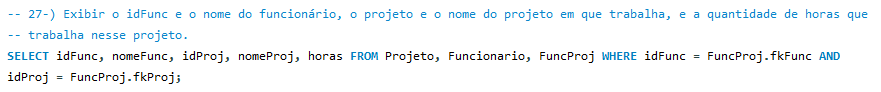 -- 27-) Exibir o idFunc e o nome do funcionário, o projeto e o nome do projeto em que trabalha, e a quantidade de horas que
-- trabalha nesse projeto.
SELECT idFunc, nomeFunc, idProj, nomeProj, horas FROM Projeto, Funcionario, FuncProj WHERE idFunc = FuncProj.fkFunc AND
idProj = FuncProj.fkProj;